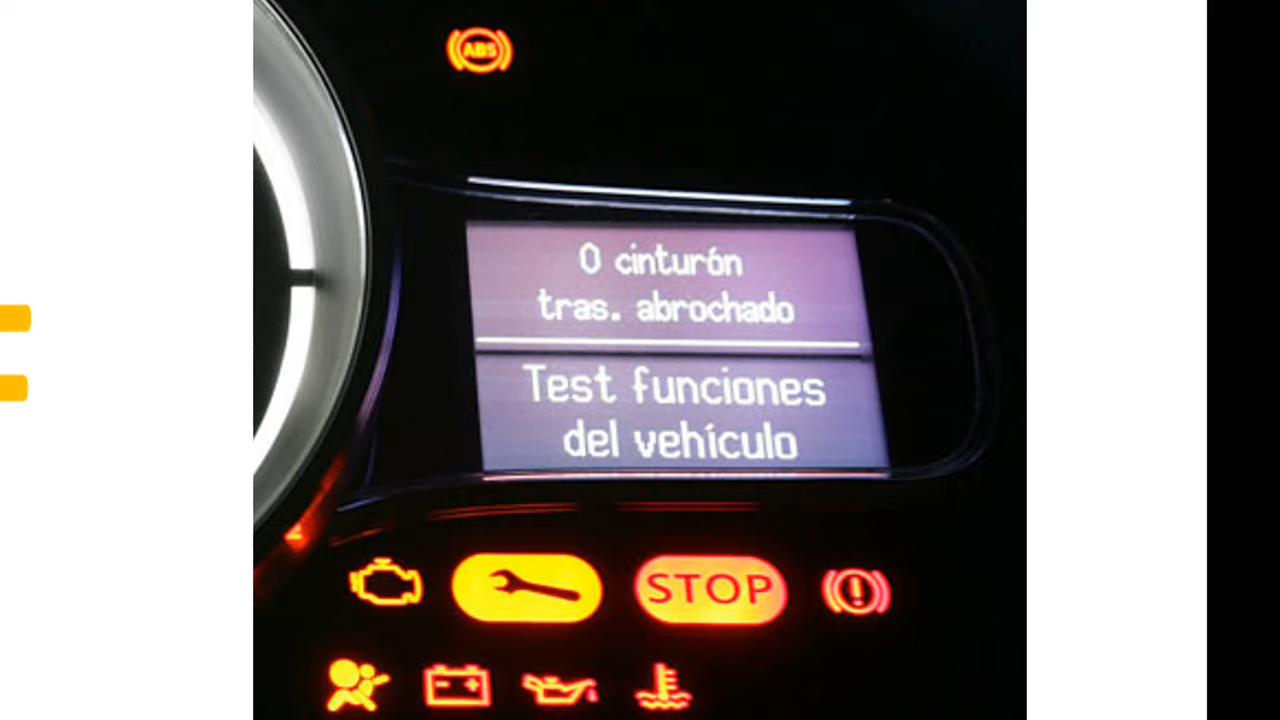 ABS
0 cinturón
tras. abrochado
Test funciones
del vehículo
STOP